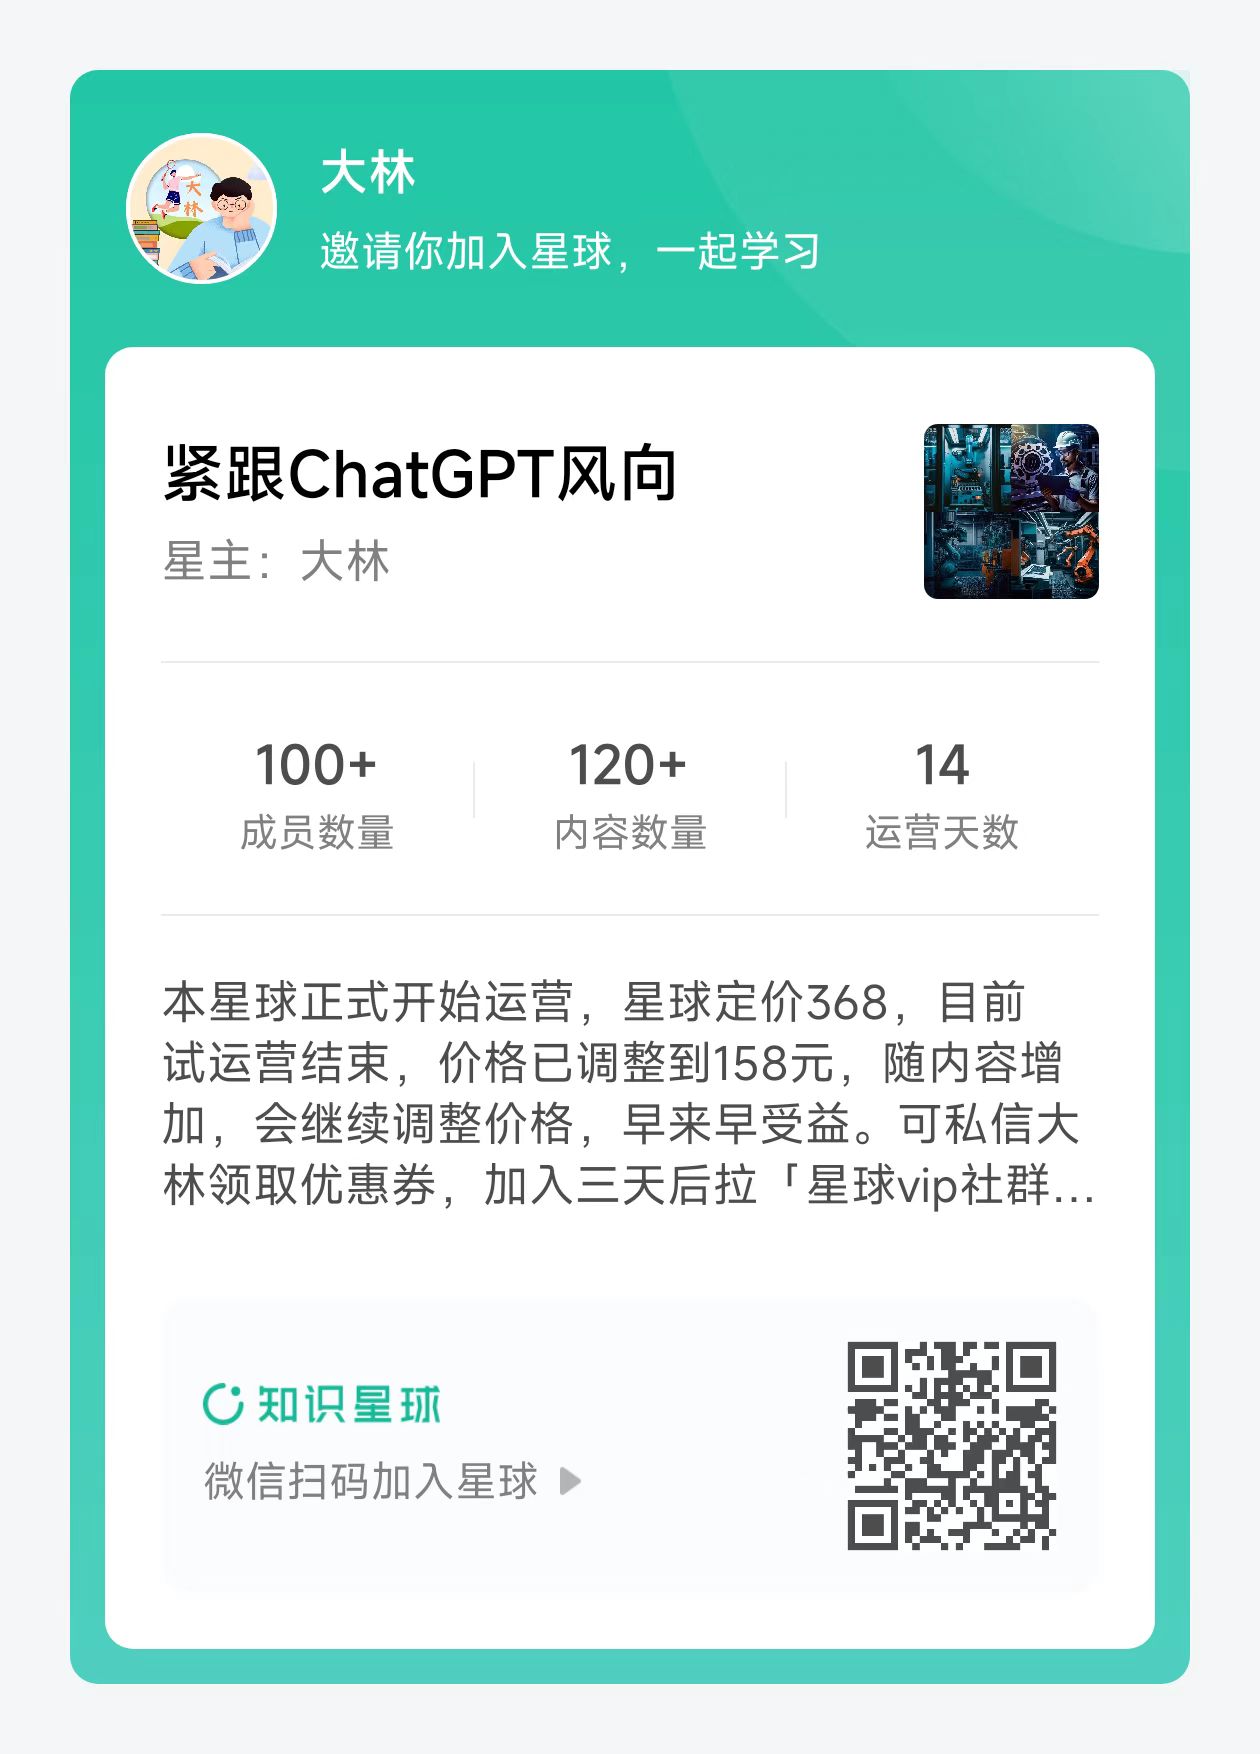 大林
大林
邀请你加入星球，一起学习
紧跟ChatGPT风向
星主：大林
100+
120+
14
成员数量
内容数量
运营天数
本星球正式开始运营，星球定价368，目前
试运营结束，价格已调整到158元，随内容增
加，会继续调整价格，早来早受益。可私信大
林领取优惠券，加入三天后拉「星球vip社群...
知识星球
微信扫码加入星球